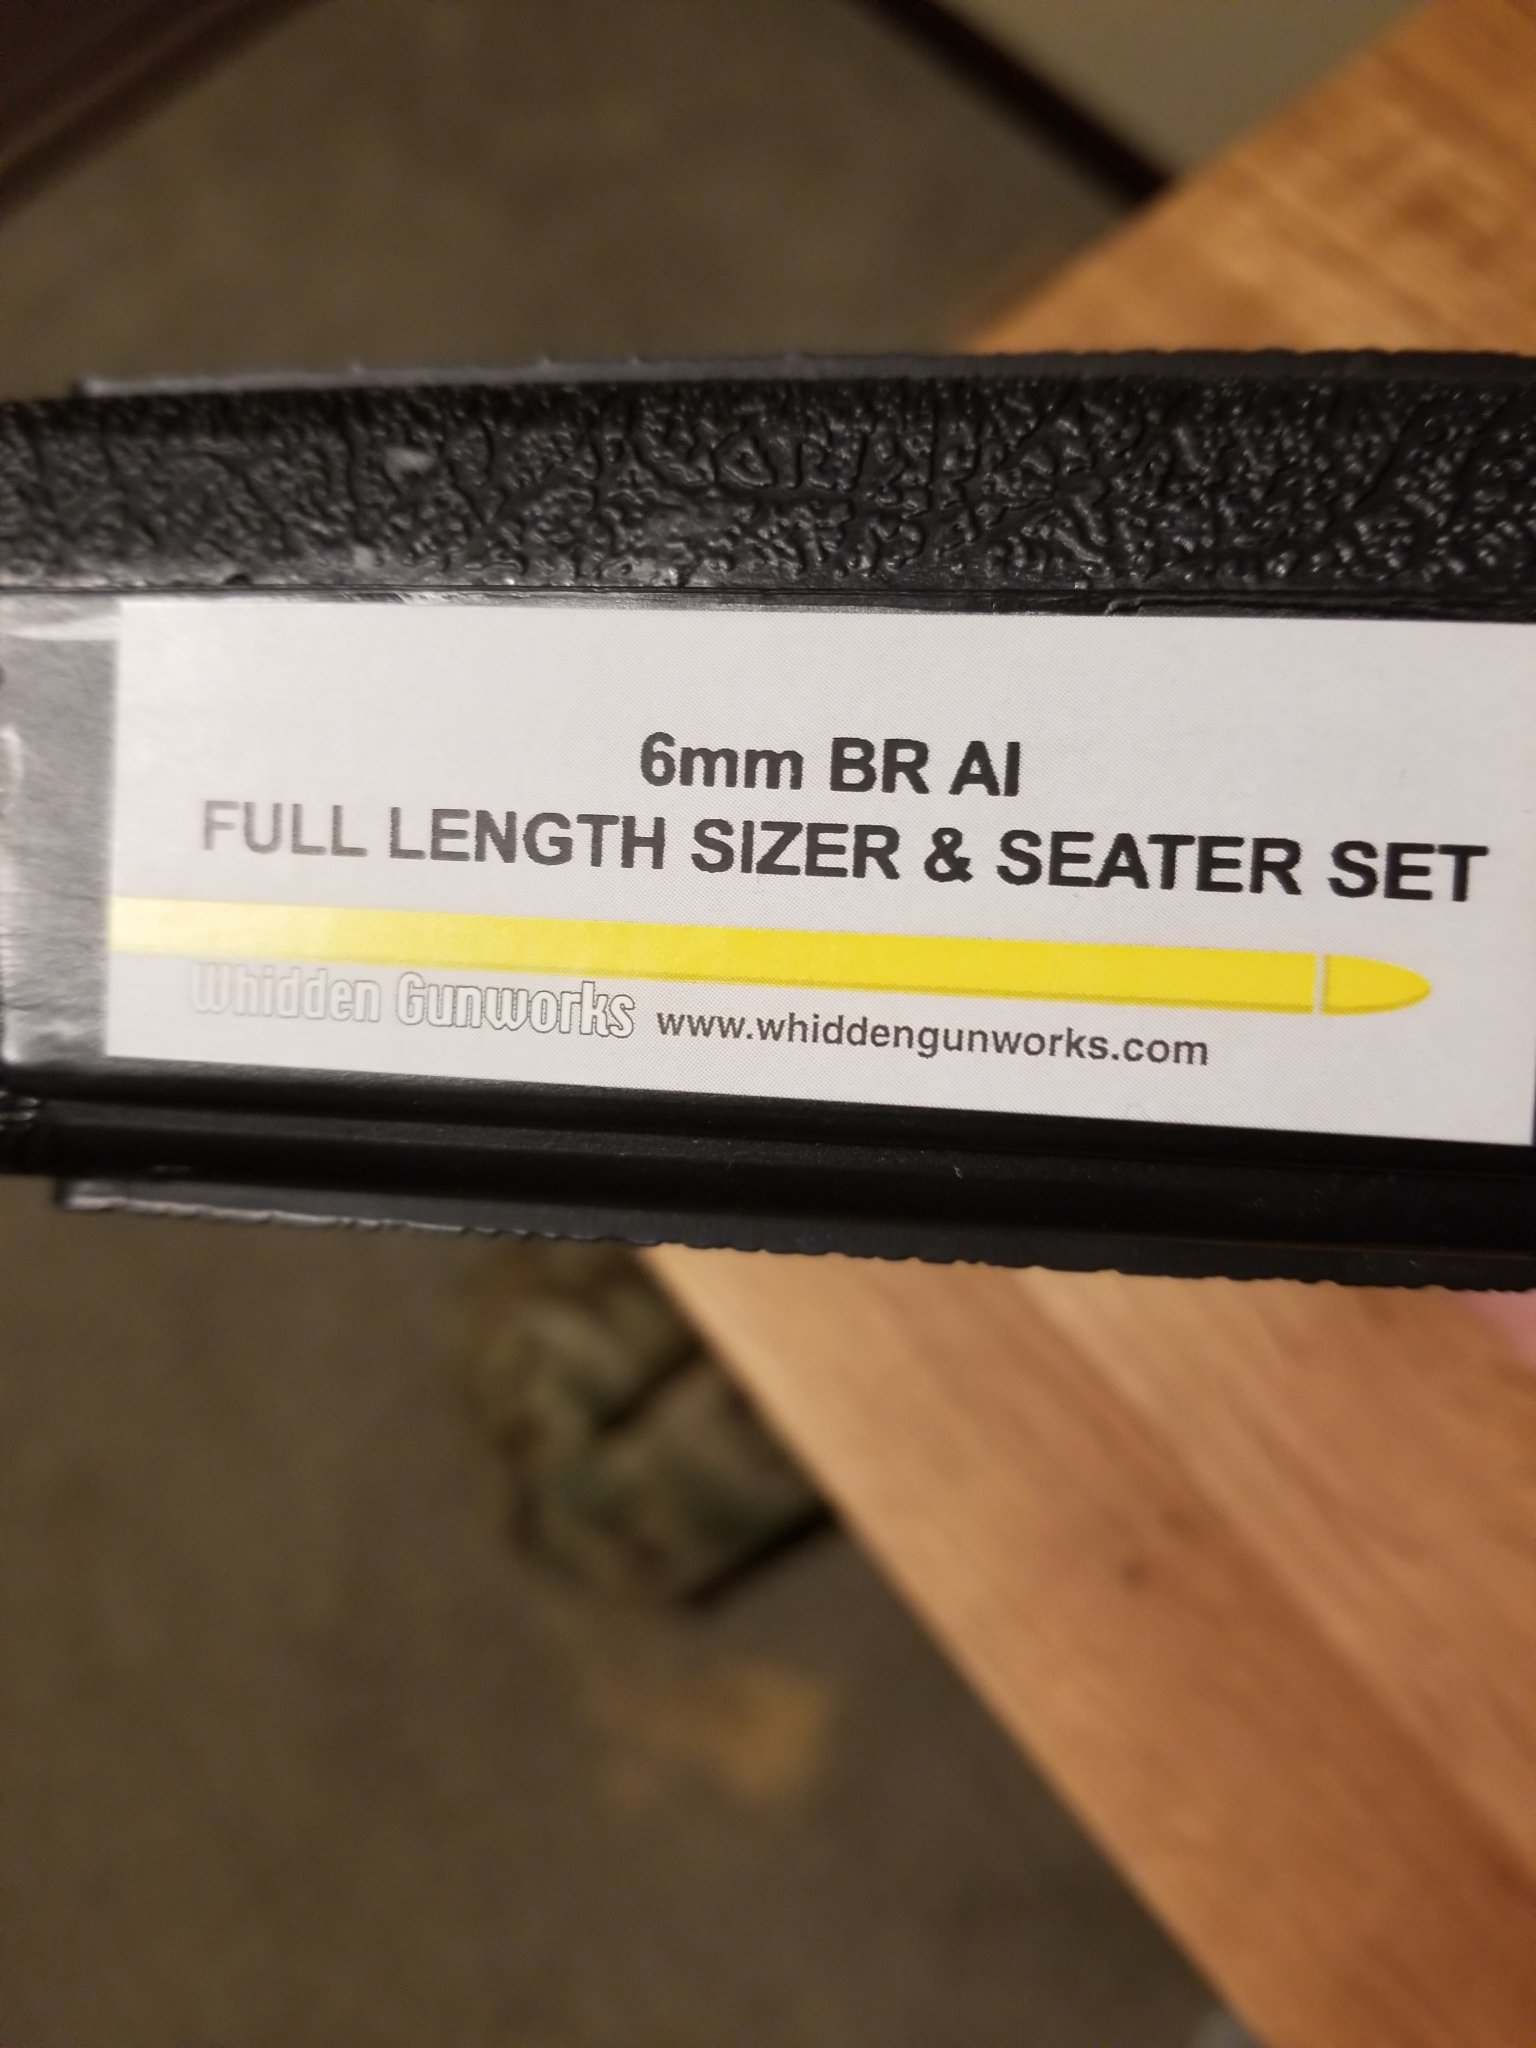 6mm BR AI
FULL LENGTH SIZER & SEATER SET
Whidden Gunworks www.whiddengunworks.com